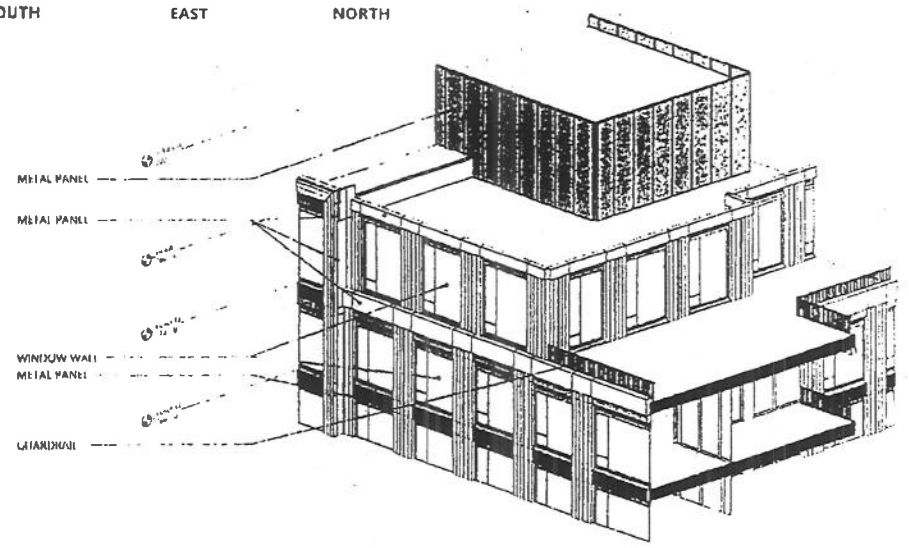 OUTH EAST NORTH
METAL PANEL
METAL PANEL
WINDOW WALL
METAL PANEL
GUARDRAIL